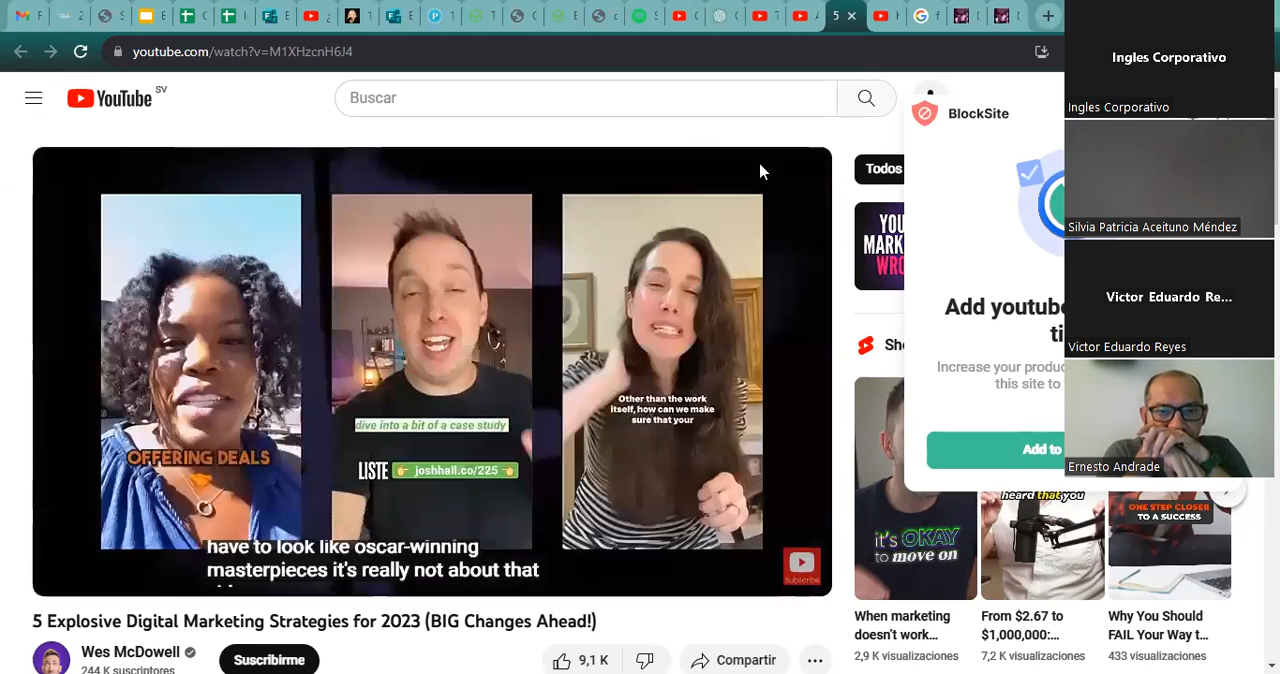 youtube.com/watch?v=M1XHzcnH6J4
YouTube SV
Buscar
BlockSite
Todos
Add youtube
Increase your produc
this site to
Add to
OFFERING DEALS
dive into a bit of a case study
LISTE 👉 joshhall.co/225 👈
Other than the work
itself, how can we make
sure that your
have to look like oscar-winning
masterpieces it's really not about that
Subscribe
5 Explosive Digital Marketing Strategies for 2023 (BIG Changes Ahead!)
Wes McDowell
244 K suscriptores
Suscribirme
9,1 K
Compartir
YOU
MARK
WRO
Sho
it's OKAY
to move on
heard that you
ONE STEP CLOSER
TO A SUCCESS
When marketing
doesn't work...
2,9 K visualizaciones
From $2.67 to
$1,000,000:...
7,2 K visualizaciones
Why You Should
FAIL Your Way t...
433 visualizaciones
Ingles Corporativo
Ingles Corporativo
Silvia Patricia Aceituno Méndez
Victor Eduardo Re...
Victor Eduardo Reyes
Ernesto Andrade